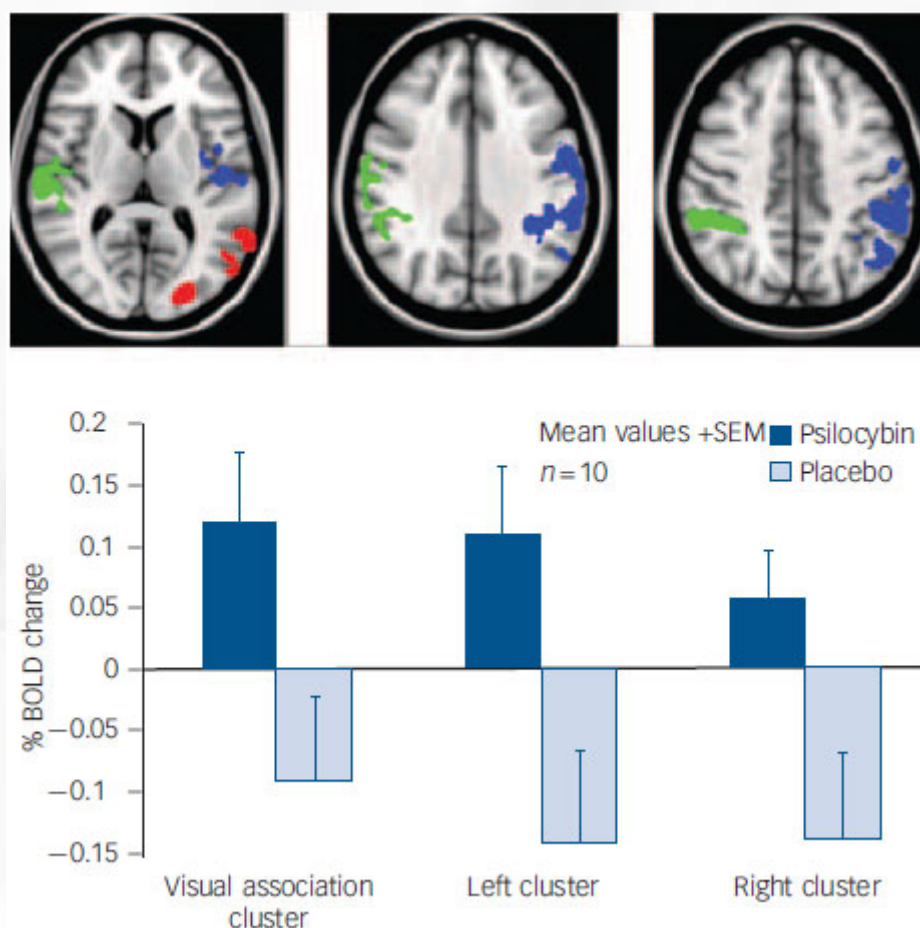 0.2
0.15
0.1
0.05
0
−0.05
−0.1
−0.15
% BOLD change
Mean values +SEM
n=10
Psilocybin
Placebo
Visual association
cluster
Left cluster
Right cluster